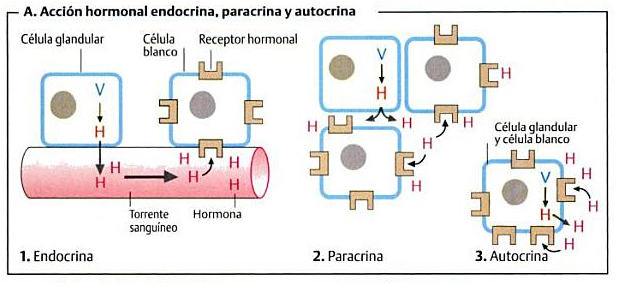 A. Acción hormonal endocrina, paracrina y autocrina
Célula glandular
Célula
blanco
Receptor hormonal
V
H
H
H
H
H
H
H
H
Torrente
sanguíneo
Hormona
1. Endocrina
V
H
H
H
H
H
H
H
2. Paracrina
Célula glandular
y célula blanco
V
H
H
H
H
H
H
3. Autocrina